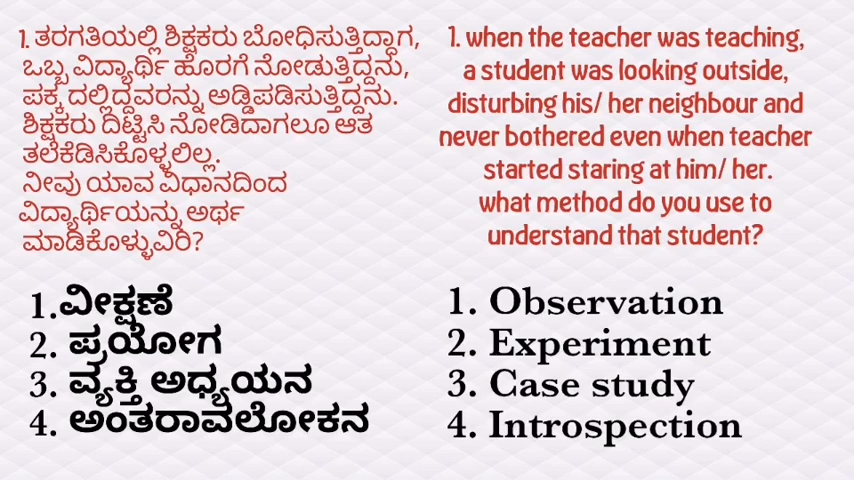 1. ತರಗತಿಯಲ್ಲಿ ಶಿಕ್ಷಕರು ಬೋಧಿಸುತ್ತಿದ್ದಾಗ,
ಒಬ್ಬ ವಿದ್ಯಾರ್ಥಿ ಹೊರಗೆ ನೋಡುತ್ತಿದ್ದನು,
ಪಕ್ಕ ದಲ್ಲಿದ್ದವರನ್ನು ಅಡ್ಡಿಪಡಿಸುತ್ತಿದ್ದನು.
ಶಿಕ್ಷಕರು ದಿಟ್ಟಿಸಿ ನೋಡಿದಾಗಲೂ ಆತ
ತಲೆಕೆಡಿಸಿಕೊಳ್ಳಲಿಲ್ಲ.
ನೀವು ಯಾವ ವಿಧಾನದಿಂದ
ವಿದ್ಯಾರ್ಥಿಯನ್ನು ಅರ್ಥ
ಮಾಡಿಕೊಳ್ಳುವಿರಿ?
1.ವೀಕ್ಷಣೆ
2. ಪ್ರಯೋಗ
3. ವ್ಯಕ್ತಿ ಅಧ್ಯಯನ
4. ಅಂತರಾವಲೋಕನ
1. when the teacher was teaching,
a student was looking outside,
disturbing his/ her neighbour and
never bothered even when teacher
started staring at him/ her.
what method do you use to
understand that student?
1. Observation
2. Experiment
3. Case study
4. Introspection